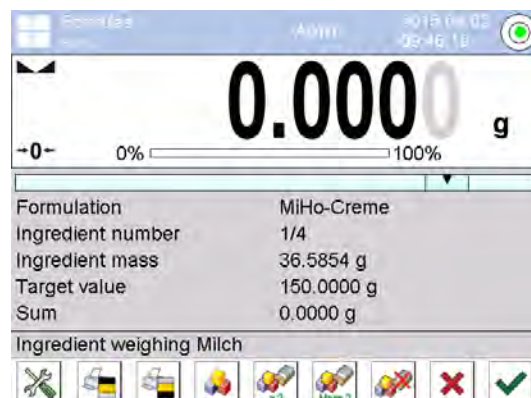 Formulas
0.0000 g
→0← 0% 100%
Formulation MiHo-Creme
Ingredient number 1/4
Ingredient mass 36.5854 g
Target value 150.0000 g
Sum 0.0000 g
Ingredient weighing Milch